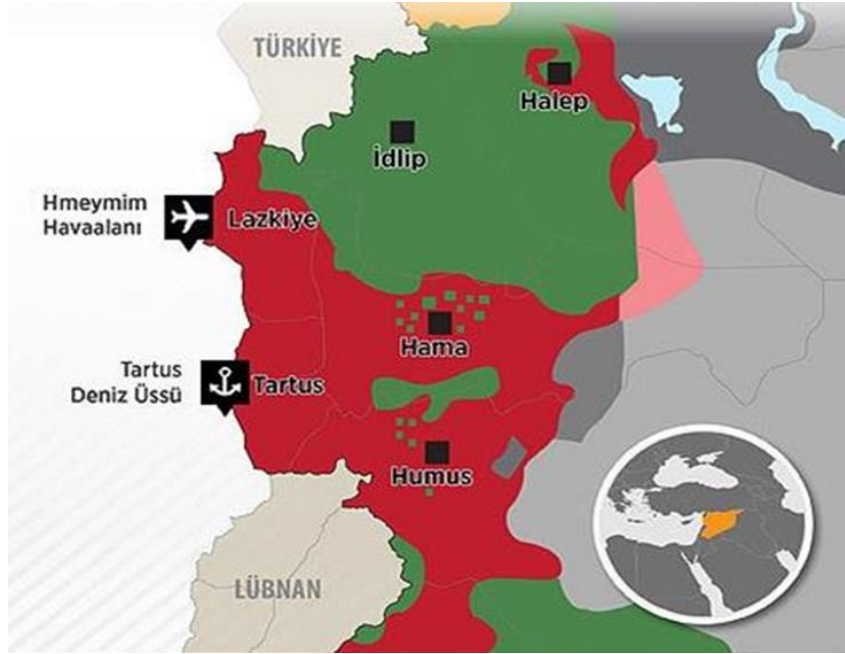 TÜRKİYE
Halep
İdlip
Hmeymim
Havaalanı
Lazkiye
Hama
Tartus
Deniz Üssü
Tartus
Humus
LÜBNAN